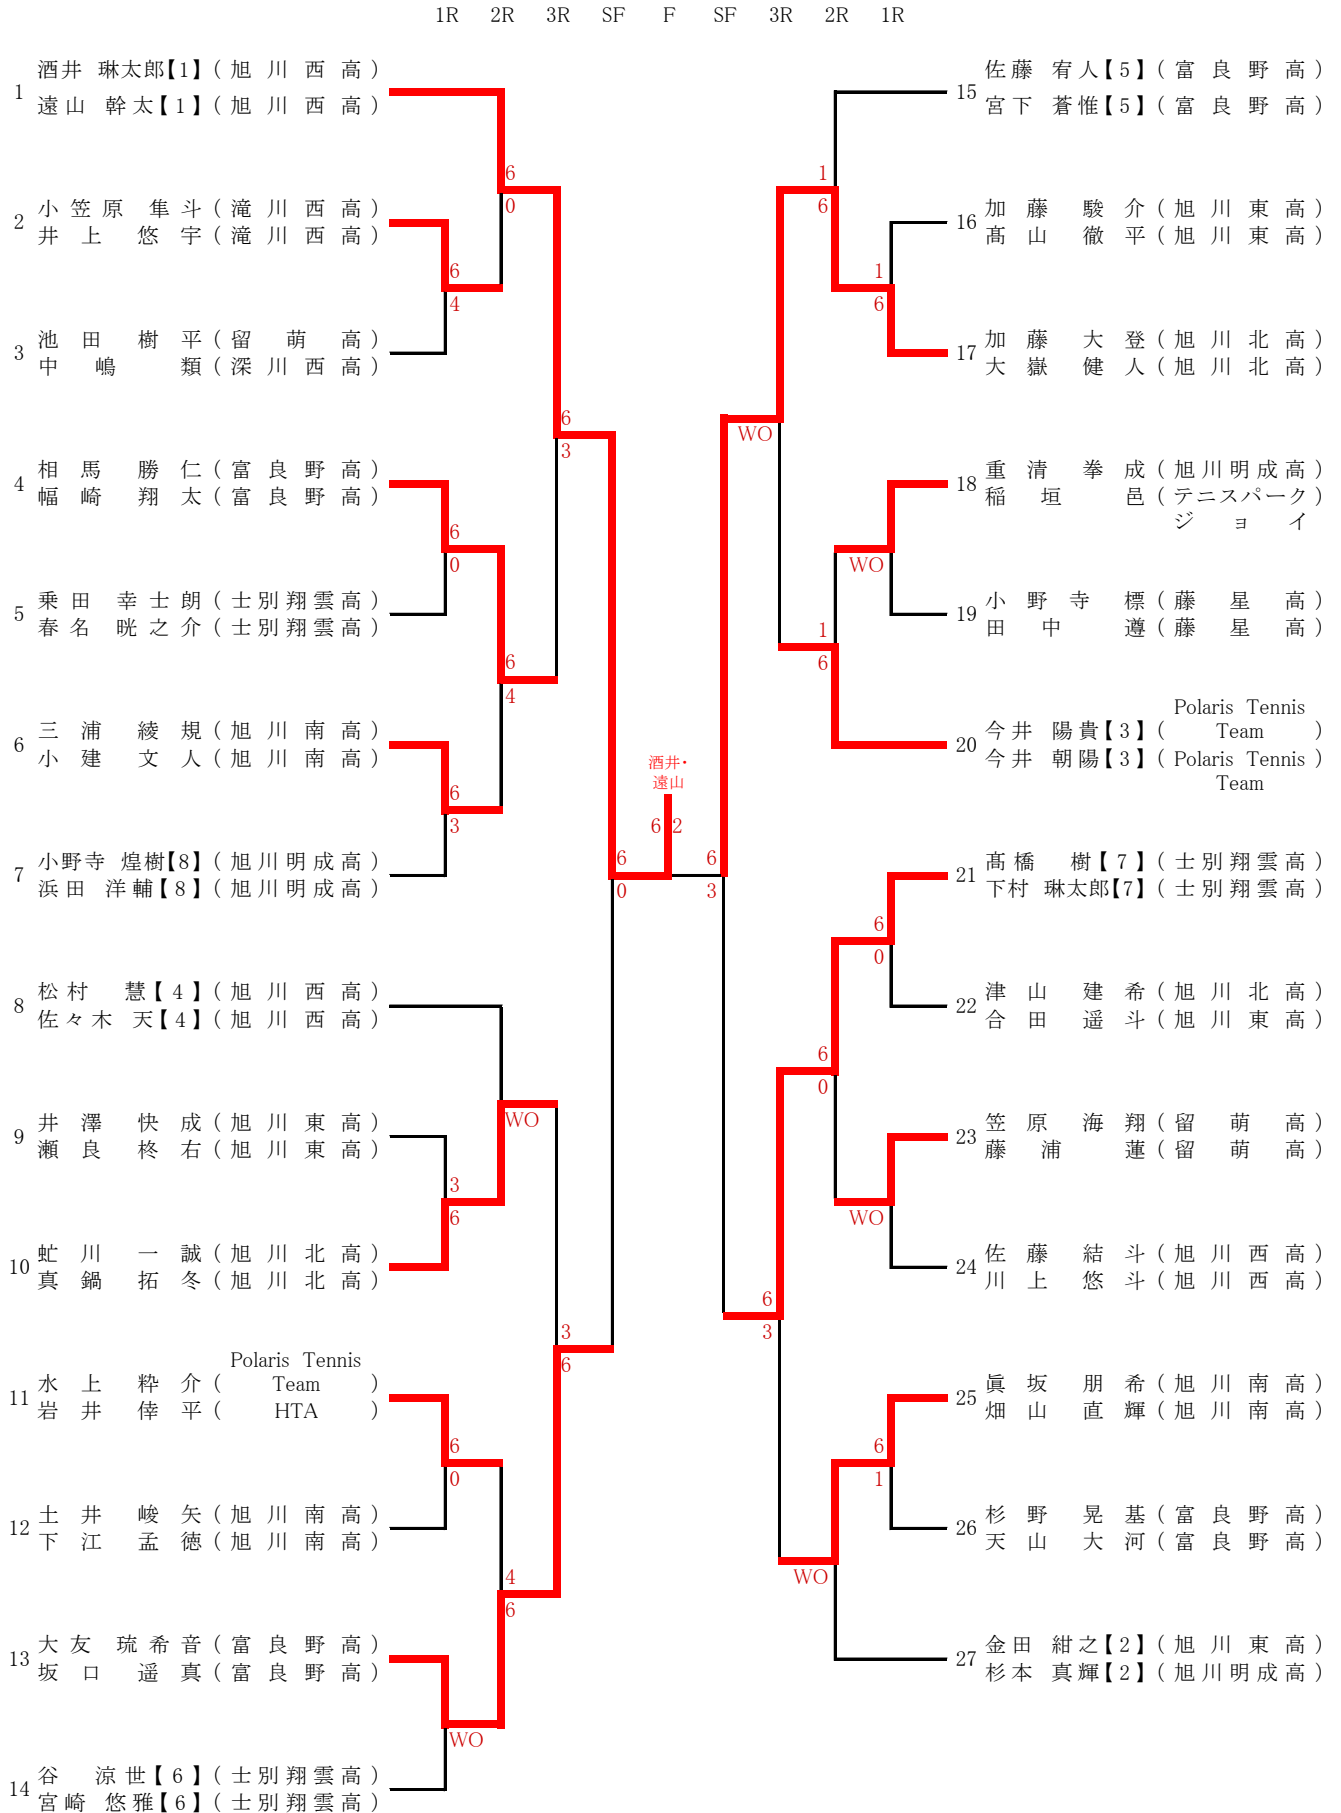 1R 2R 3R SF F SF 3R 2R 1R
1 酒井 琳太郎【1】(旭川西高)
遠山 幹太【1】(旭川西高)
2 小笠原 隼斗(滝川西高)
井上 悠宇(滝川西高)
3 池田 樹平(留萌高)
中嶋 類(深川西高)
4 相馬 勝仁(富良野高)
幅崎 翔太(富良野高)
5 乗田 幸士朗(士別翔雲高)
春名 晄之介(士別翔雲高)
6 三浦 綾規(旭川南高)
小建 文人(旭川南高)
7 小野寺 煌樹【8】(旭川明成高)
浜田 洋輔【8】(旭川明成高)
8 松村 慧【4】(旭川西高)
佐々木 天【4】(旭川西高)
9 井澤 快成(旭川東高)
瀬良 柊右(旭川東高)
10 虻川 一誠(旭川北高)
真鍋 拓冬(旭川北高)
11 水上 粋介(Polaris Tennis Team)
岩井 倖平(HTA)
12 土井 峻矢(旭川南高)
下江 孟徳(旭川南高)
13 大友 琉希音(富良野高)
坂口 遥真(富良野高)
14 谷 涼世【6】(士別翔雲高)
宮崎 悠雅【6】(士別翔雲高)
6
0
6
4
6
3
6
0
6
4
6
3
WO
3
6
3
6
6
0
4
6
WO
6
0
酒井・
遠山
6 2
6
3
15 佐藤 宥人【5】(富良野高)
宮下 蒼惟【5】(富良野高)
16 加藤 駿介(旭川東高)
髙山 徹平(旭川東高)
17 加藤 大登(旭川北高)
大嶽 健人(旭川北高)
18 重清 拳成(旭川明成高)
稲垣 邑(テニスパーク
ジョイ)
19 小野寺 標(藤星高)
田中 遵(藤星高)
20 今井 陽貴【3】(Polaris Tennis Team)
今井 朝陽【3】(Polaris Tennis Team)
21 髙橋 樹【7】(士別翔雲高)
下村 琳太郎【7】(士別翔雲高)
22 津山 建希(旭川北高)
合田 遥斗(旭川東高)
23 笠原 海翔(留萌高)
藤浦 蓮(留萌高)
24 佐藤 結斗(旭川西高)
川上 悠斗(旭川西高)
25 眞坂 朋希(旭川南高)
畑山 直輝(旭川南高)
26 杉野 晃基(富良野高)
天山 大河(富良野高)
27 金田 紺之【2】(旭川東高)
杉本 真輝【2】(旭川明成高)
1
6
1
6
WO
WO
1
6
6
0
6
0
WO
6
3
6
1
WO